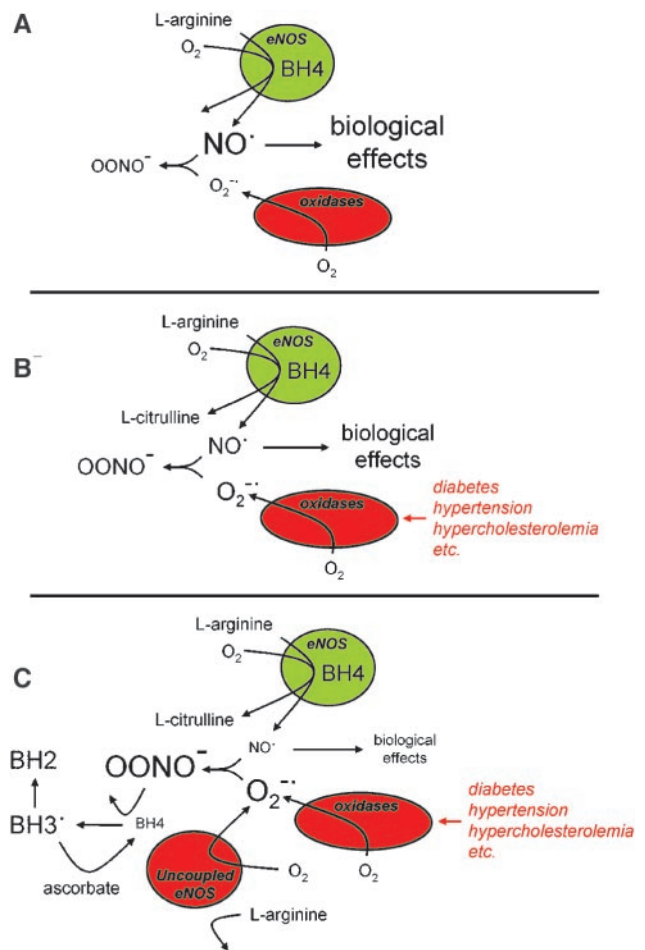 A
L-arginine
O₂
eNOS
BH4
NO·
biological
effects
OONO⁻
O₂⁻·
oxidases
O₂
B
L-arginine
O₂
eNOS
BH4
L-citrulline
NO·
biological
effects
OONO⁻
O₂⁻·
oxidases
diabetes
hypertension
hypercholesterolemia
etc.
O₂
C
L-arginine
O₂
eNOS
BH4
L-citrulline
NO·
biological
effects
BH2
OONO⁻
O₂⁻·
oxidases
diabetes
hypertension
hypercholesterolemia
etc.
BH3·
BH4
ascorbate
Uncoupled
eNOS
O₂
O₂
L-arginine